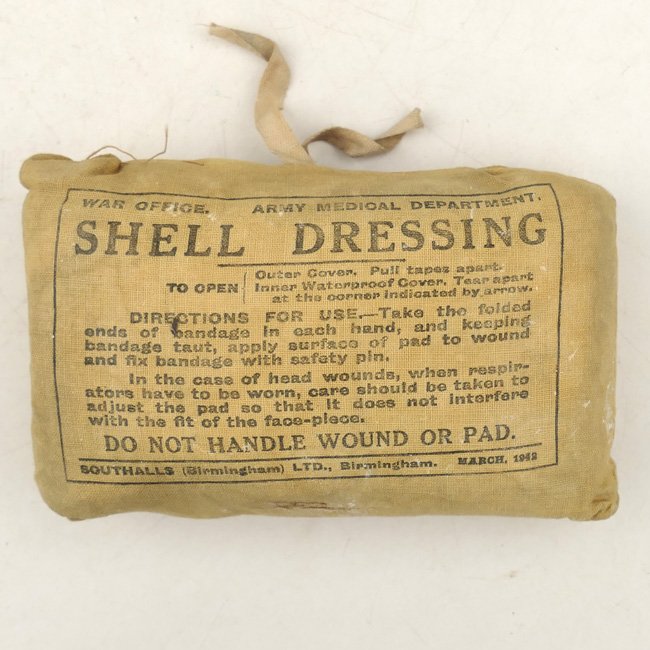 WAR OFFICE. ARMY MEDICAL DEPARTMENT.
SHELL DRESSING
TO OPEN
Outer Cover. Pull tapes apart.
Inner Waterproof Cover. Tear apart
at the corner indicated by arrow.
DIRECTIONS FOR USE.—Take the folded
ends of bandage in each hand, and keeping
bandage taut, apply surface of pad to wound
and fix bandage with safety pin.
In the case of head wounds, when respir-
ators have to be worn, care should be taken to
adjust the pad so that it does not interfere
with the fit of the face-piece.
DO NOT HANDLE WOUND OR PAD.
SOUTHALLS (Birmingham) LTD., Birmingham. MARCH, 1942